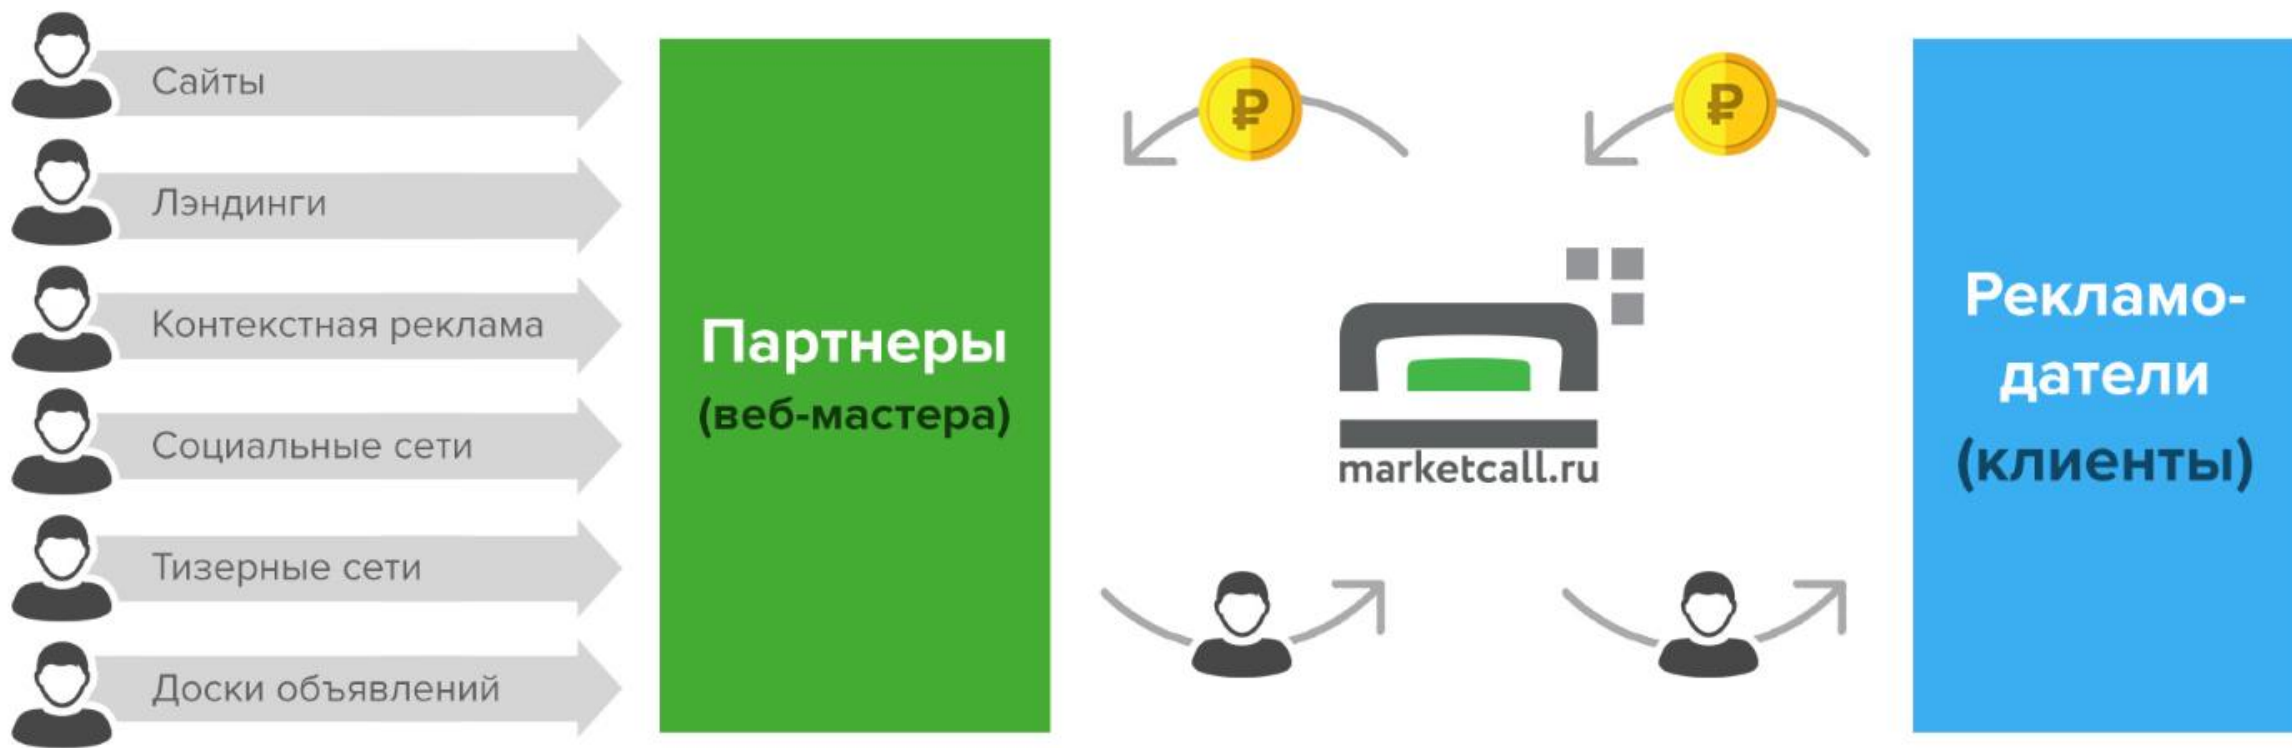 Сайты
Лэндинги
Контекстная реклама
Социальные сети
Тизерные сети
Доски объявлений
Партнеры
(веб-мастера)
₽
₽
marketcall.ru
Рекламо-
датели
(клиенты)